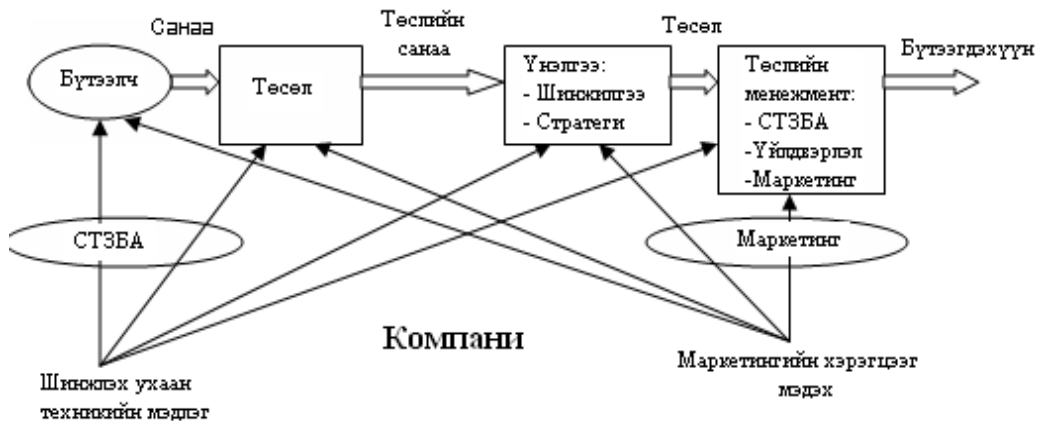 Санаа
Төслийн
санаа
Төсөл
Бүтээгдэхүүн
Бүтээлч
Төсөл
Үнэлгээ:
- Шинжилгээ
- Стратеги
Төслийн
менежмент:
- СТЗБА
-Үйлдвэрлэл
-Маркетинг
СТЗБА
Маркетинг
Компани
Шинжлэх ухаан
техникийн мэдлэг
Маркетингийн хэрэгцээг
мэдэх